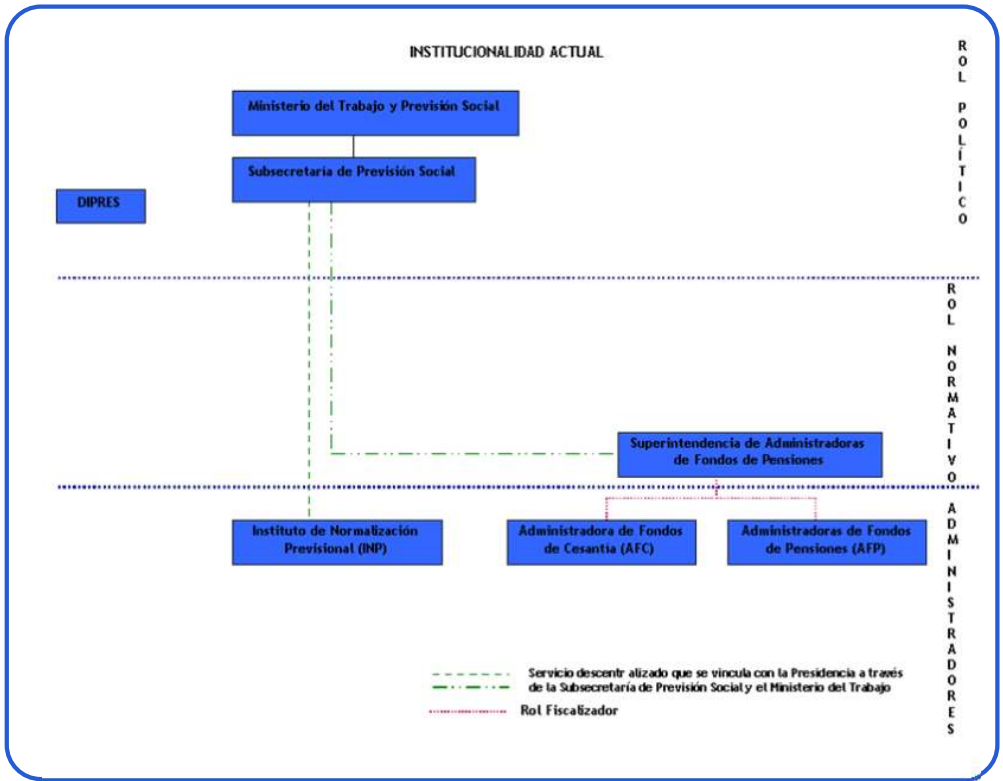 INSTITUCIONALIDAD ACTUAL
ROL POLÍTICO
Ministerio del Trabajo y Previsión Social
Subsecretaría de Previsión Social
DIPRES
ROL NORMATIVO
Superintendencia de Administradoras
de Fondos de Pensiones
ADMINISTRADORES
Instituto de Normalización
Previsional (INP)
Administradora de Fondos
de Cesantía (AFC)
Administradoras de Fondos
de Pensiones (AFP)
Servicio descentr alizado que se vincula con la Presidencia a través
de la Subsecretaría de Previsión Social y el Ministerio del Trabajo
Rol Fiscalizador